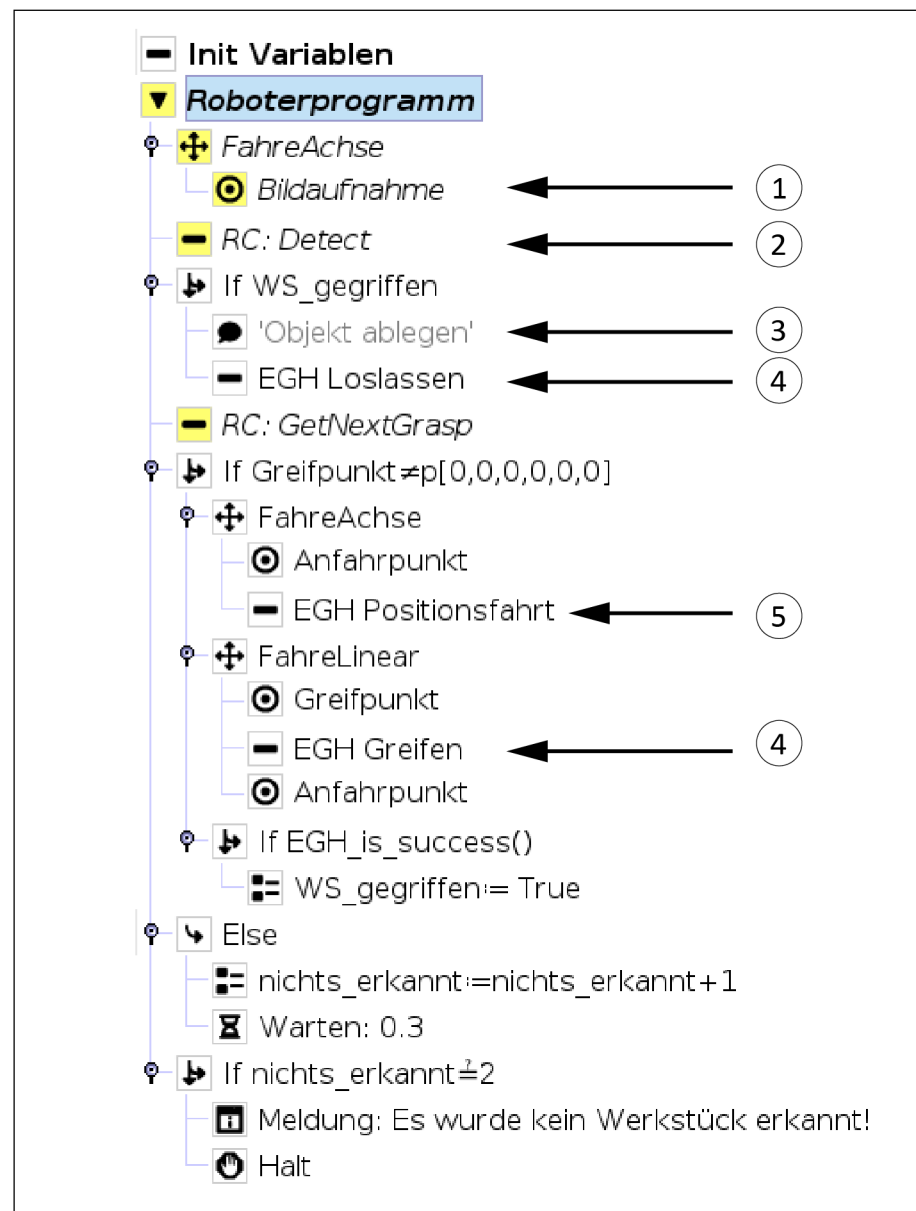 Init Variablen
Roboterprogramm
FahreAchse
Bildaufnahme 1
RC: Detect 2
If WS_gegriffen
'Objekt ablegen' 3
EGH Loslassen 4
RC: GetNextGrasp
If Greifpunkt≠p[0,0,0,0,0,0]
FahreAchse
Anfahrpunkt
EGH Positionsfahrt 5
FahreLinear
Greifpunkt
EGH Greifen 4
Anfahrpunkt
If EGH_is_success()
WS_gegriffen≔ True
Else
nichts_erkannt≔nichts_erkannt+1
Warten: 0.3
If nichts_erkannt≟2
Meldung: Es wurde kein Werkstück erkannt!
Halt